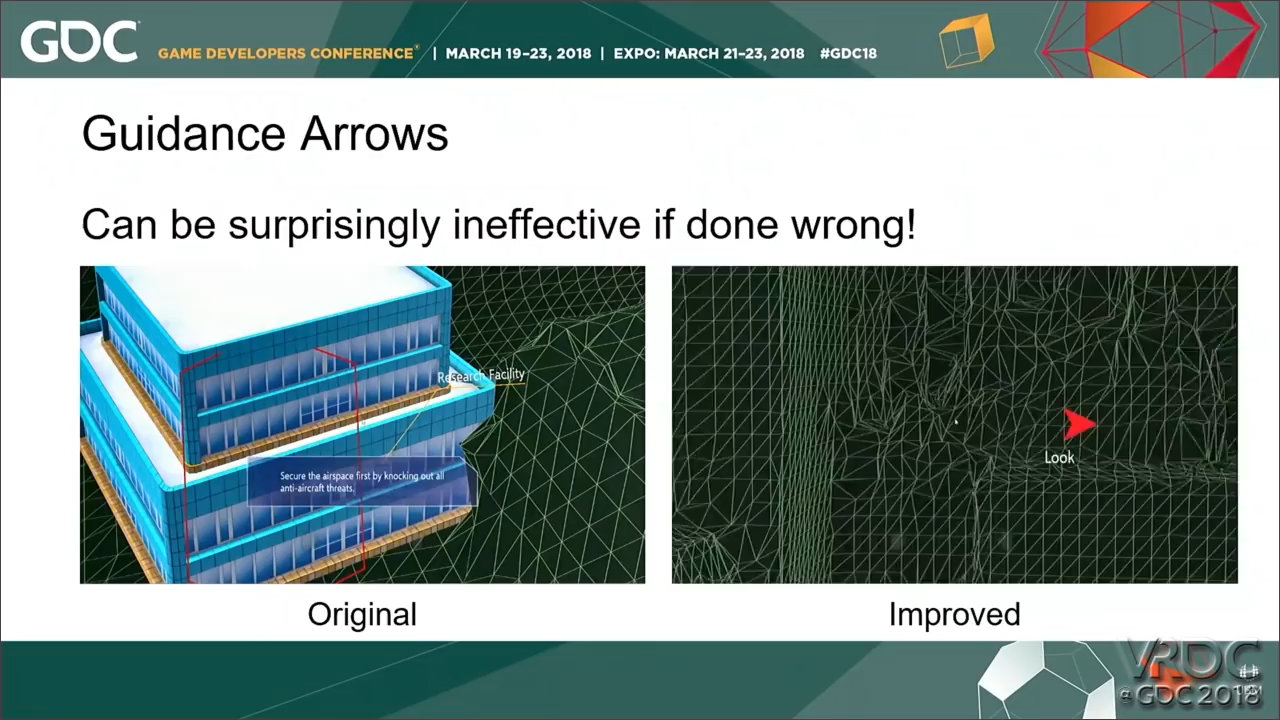 GDC GAME DEVELOPERS CONFERENCE® | MARCH 19–23, 2018 | EXPO: MARCH 21–23, 2018 #GDC18
Guidance Arrows
Can be surprisingly ineffective if done wrong!
Research Facility
Secure the airspace first by knocking out all
anti-aircraft threats.
Look
Original
Improved
VRDC
@ GDC 2018